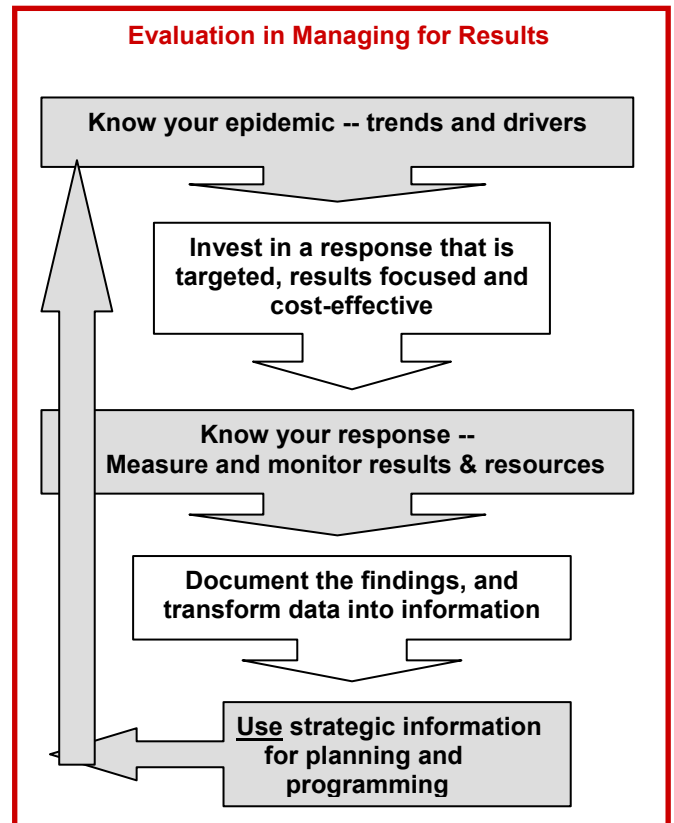 Evaluation in Managing for Results
Know your epidemic -- trends and drivers
Invest in a response that is
targeted, results focused and
cost-effective
Know your response --
Measure and monitor results & resources
Document the findings, and
transform data into information
Use strategic information
for planning and
programming